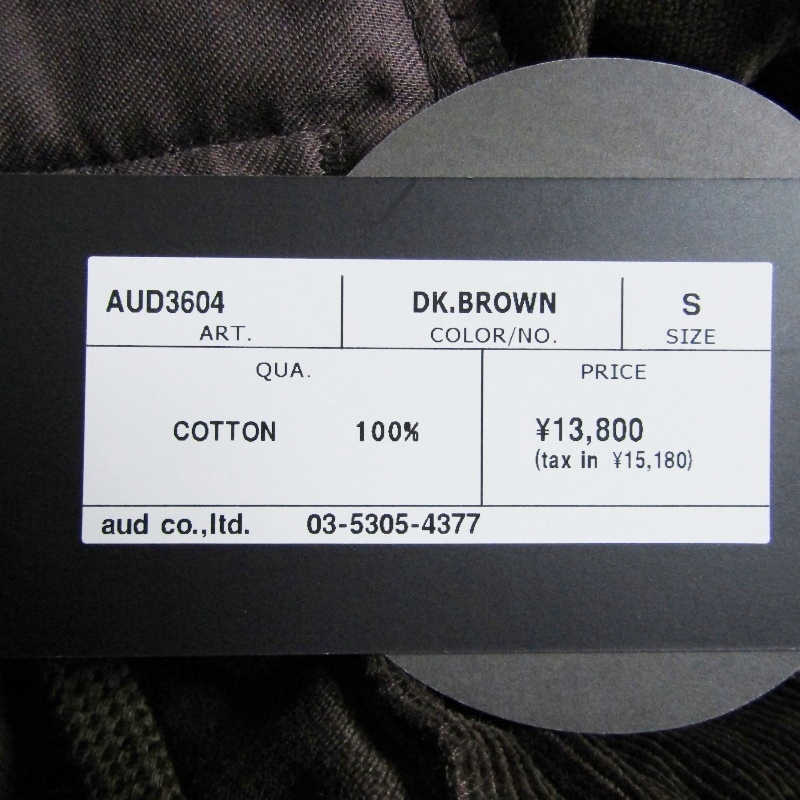 AUD3604 DK.BROWN S
ART. COLOR/NO. SIZE
QUA. PRICE
COTTON 100% ¥13,800
(tax in ¥15,180)
aud co.,ltd. 03-5305-4377